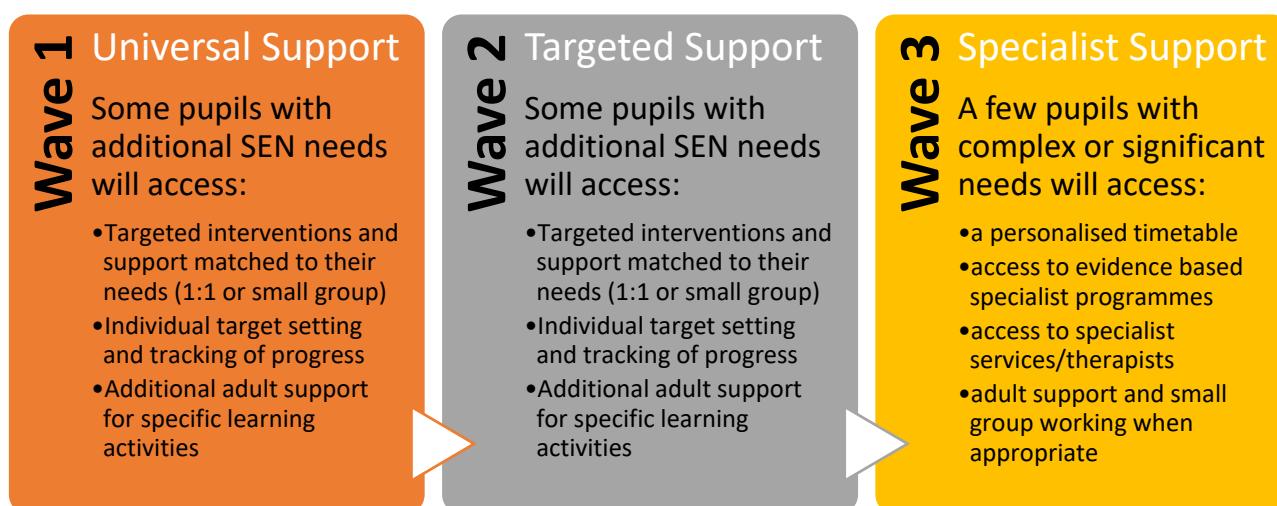 Wave 1
Universal Support
Some pupils with
additional SEN needs
will access:
•Targeted interventions and
support matched to their
needs (1:1 or small group)
•Individual target setting
and tracking of progress
•Additional adult support
for specific learning
activities
Wave 2
Targeted Support
Some pupils with
additional SEN needs
will access:
•Targeted interventions and
support matched to their
needs (1:1 or small group)
•Individual target setting
and tracking of progress
•Additional adult support
for specific learning
activities
Wave 3
Specialist Support
A few pupils with
complex or significant
needs will access:
•a personalised timetable
•access to evidence based
specialist programmes
•access to specialist
services/therapists
•adult support and small
group working when
appropriate